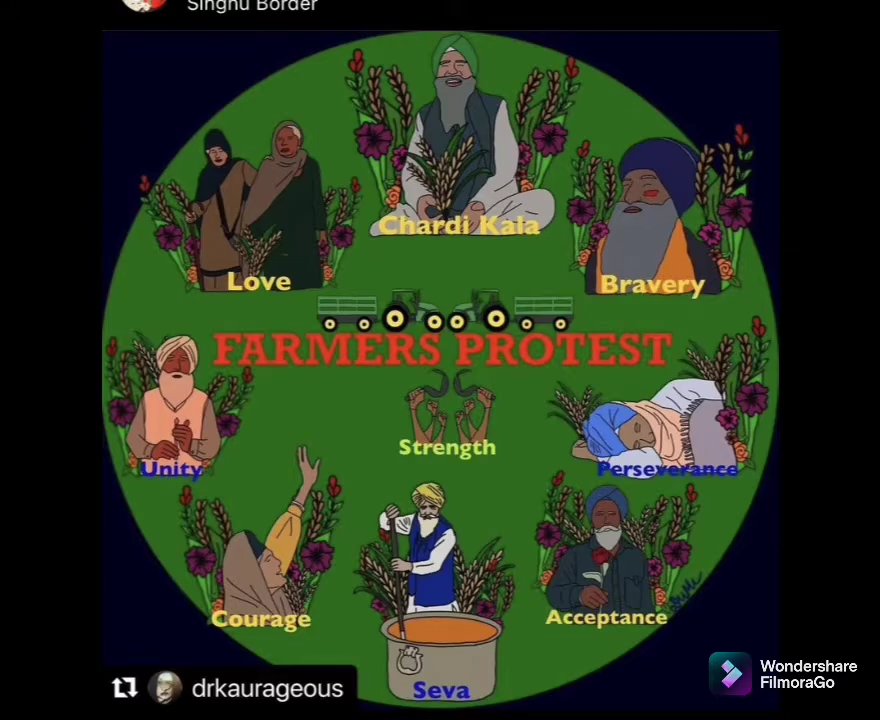 Singhu Border
Chardi Kala
Love
Bravery
FARMERS PROTEST
Strength
Unity
Perseverance
Courage
Acceptance
Seva
drkaurageous
Wondershare
FilmoraGo